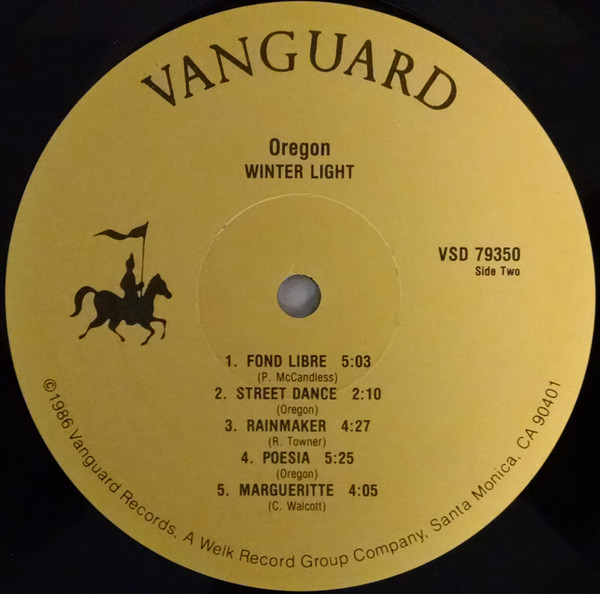 VANGUARD
Oregon
WINTER LIGHT
VSD 79350
Side Two
1. FOND LIBRE 5:03
(P. McCandless)
2. STREET DANCE 2:10
(Oregon)
3. RAINMAKER 4:27
(R. Towner)
4. POESIA 5:25
(Oregon)
5. MARGUERITTE 4:05
(C. Walcott)
©1986 Vanguard Records, A Welk Record Group Company, Santa Monica, CA 90401